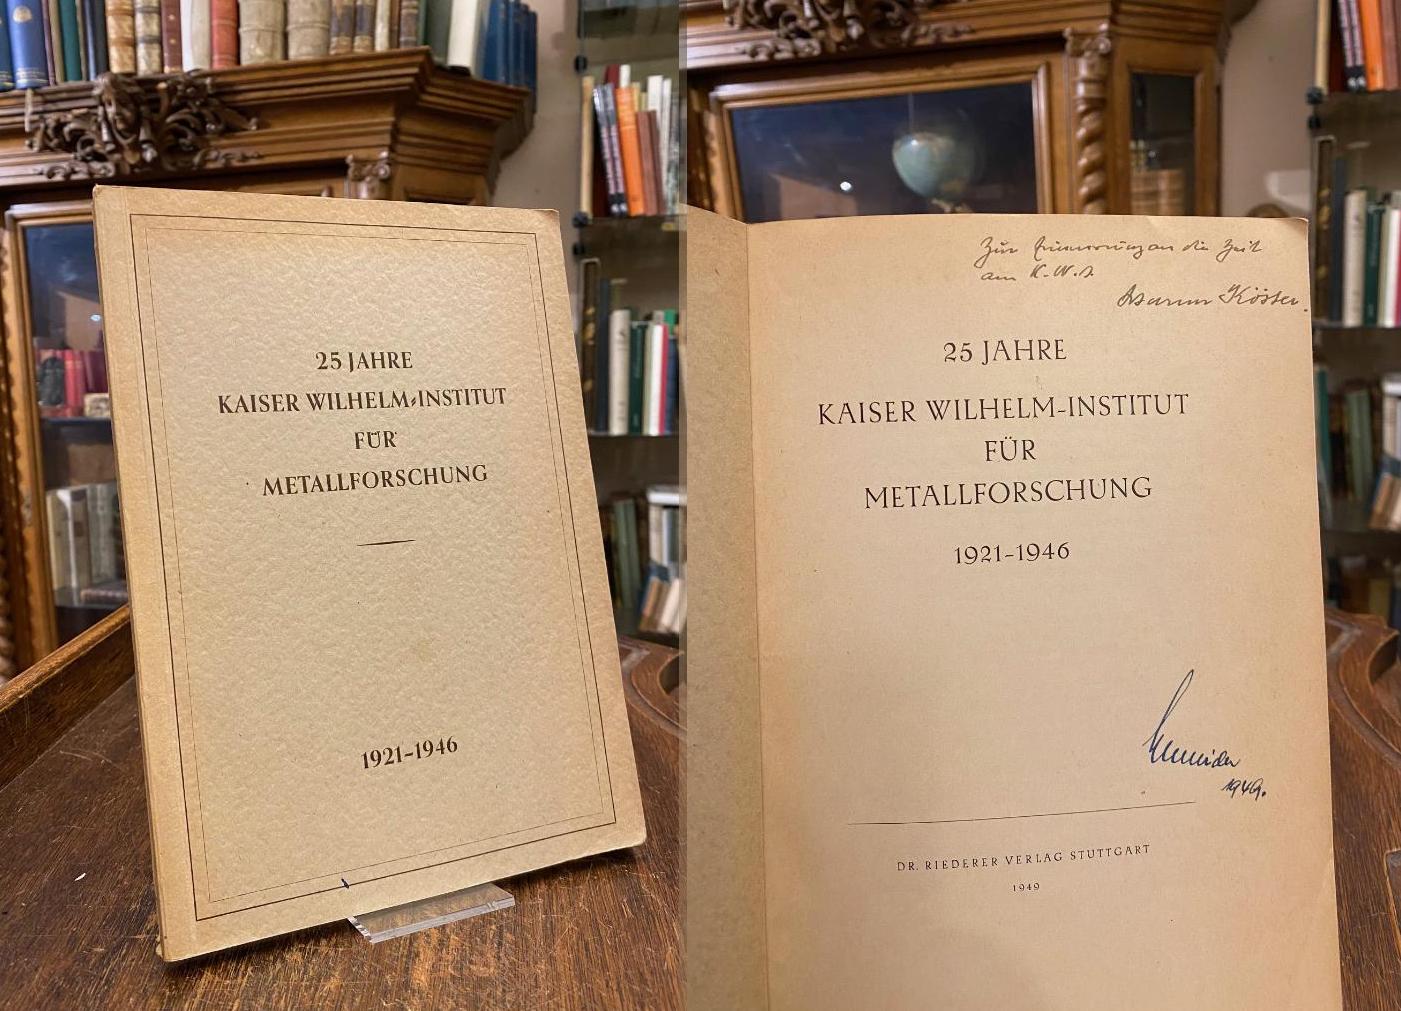 25 JAHRE
KAISER WILHELM-INSTITUT
FÜR
METALLFORSCHUNG
1921-1946
Zur Erinnerung an die Zeit
am K.W.I.
Köster.
25 JAHRE
KAISER WILHELM-INSTITUT
FÜR
METALLFORSCHUNG
1921-1946
1949.
DR. RIEDERER VERLAG STUTTGART
1949